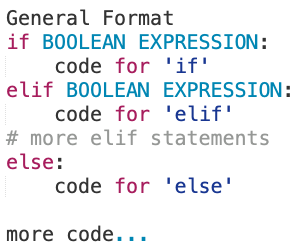 General Format
if BOOLEAN EXPRESSION:
    code for 'if'
elif BOOLEAN EXPRESSION:
    code for 'elif'
# more elif statements
else:
    code for 'else'

more code...